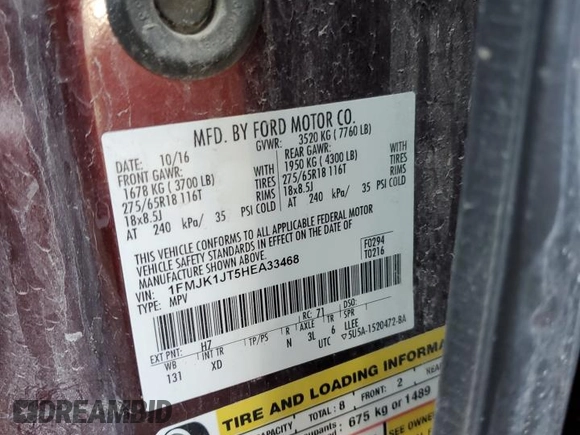 MFD. BY FORD MOTOR CO.
DATE: 10/16 GVWR: 3520 KG ( 7760 LB)
FRONT GAWR: REAR GAWR:
1678 KG ( 3700 LB) WITH 1950 KG ( 4300 LB) WITH
275/65R18 116T TIRES 275/65R18 116T TIRES
18x8.5J RIMS 18x8.5J RIMS
AT 240 kPa/ 35 PSI COLD AT 240 kPa/ 35 PSI COLD
THIS VEHICLE CONFORMS TO ALL APPLICABLE FEDERAL MOTOR
VEHICLE SAFETY STANDARDS IN EFFECT ON THE DATE OF
MANUFACTURE SHOWN ABOVE.
VIN: 1FMJK1JT5HEA33468
TYPE: MPV
F0294
T0216
EXT PNT: H7 RC: 71 DSO:
WB INT TR TP/PS R AXLE TR SPR
131 XD N 3L 6 LLEE
UTC ▽SU5A-1520472-BA
TIRE AND LOADING INFORMA
CAPACITY TOTAL: 8 FRONT: 2 REAR
675 kg or 1489
SEE OWNER
AUTOBIDMASTER